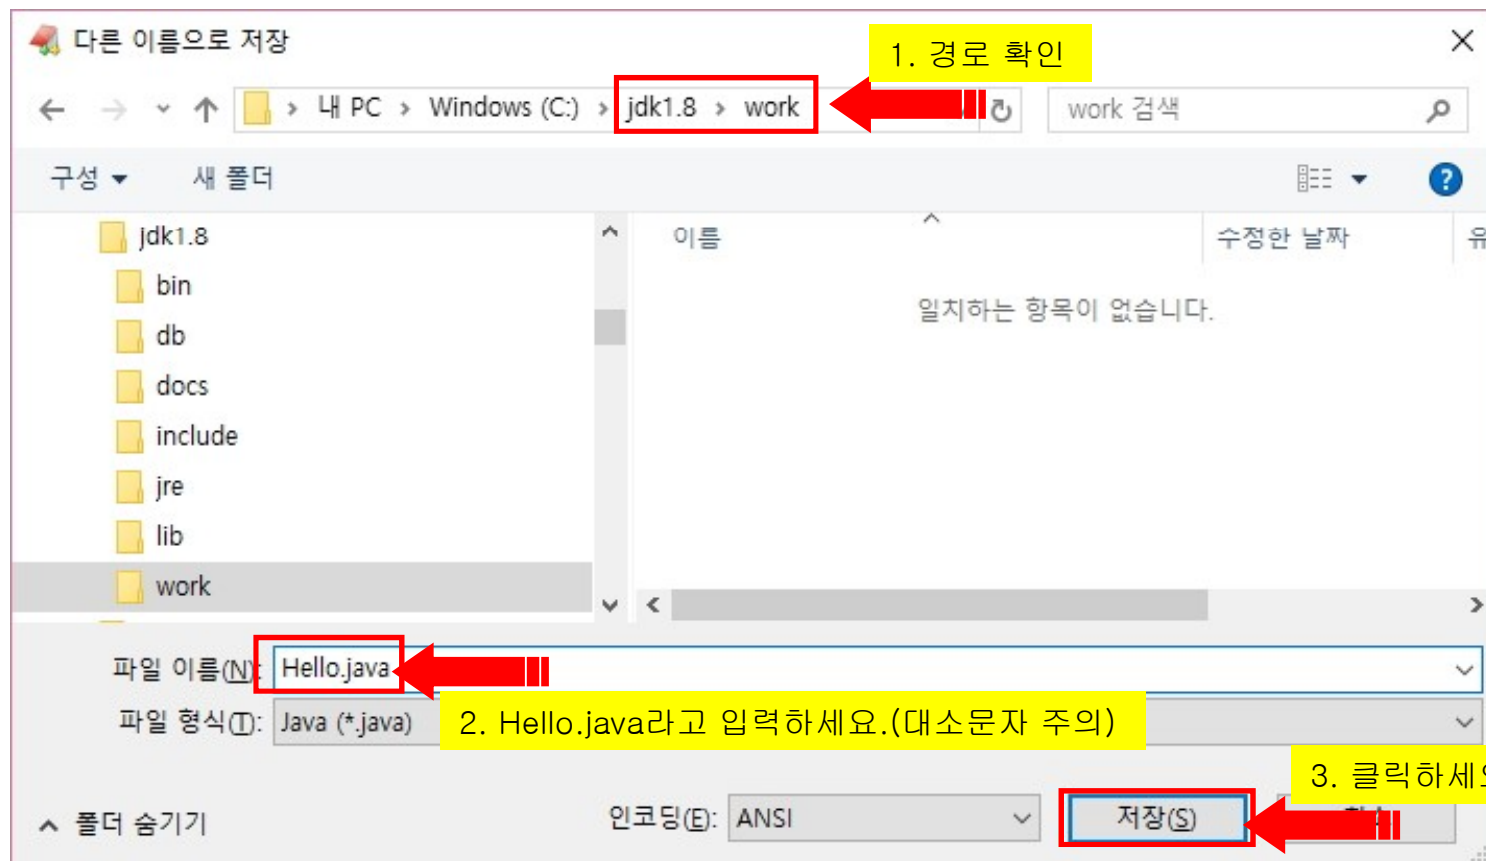 다른 이름으로 저장
1. 경로 확인
내 PC > Windows (C:) > jdk1.8 > work
work 검색
구성
새 폴더
jdk1.8
이름
수정한 날짜
유
bin
일치하는 항목이 없습니다.
db
docs
include
jre
lib
work
파일 이름(N): Hello.java
파일 형식(T): Java (*.java)
2. Hello.java라고 입력하세요.(대소문자 주의)
3. 클릭하세요
폴더 숨기기
인코딩(E): ANSI
저장(S)